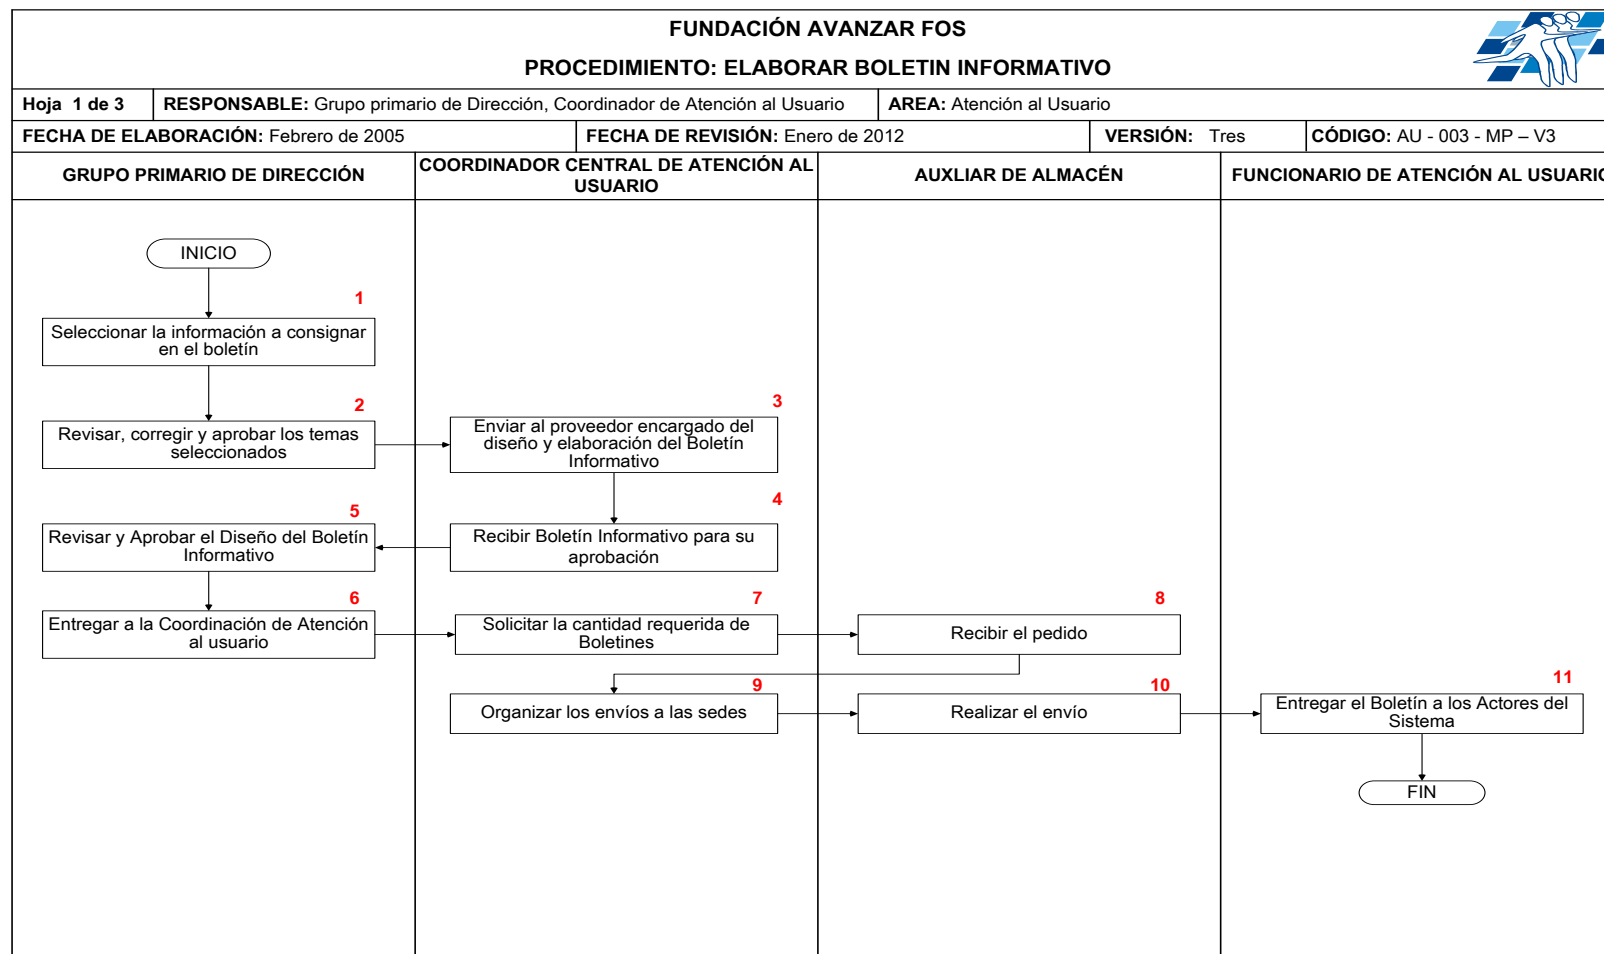 FUNDACIÓN AVANZAR FOS
PROCEDIMIENTO: ELABORAR BOLETIN INFORMATIVO
Hoja 1 de 3 RESPONSABLE: Grupo primario de Dirección, Coordinador de Atención al Usuario AREA: Atención al Usuario
FECHA DE ELABORACIÓN: Febrero de 2005 FECHA DE REVISIÓN: Enero de 2012 VERSIÓN: Tres CÓDIGO: AU - 003 - MP – V3
GRUPO PRIMARIO DE DIRECCIÓN
COORDINADOR CENTRAL DE ATENCIÓN AL
USUARIO
AUXLIAR DE ALMACÉN
FUNCIONARIO DE ATENCIÓN AL USUARIO
INICIO
1
Seleccionar la información a consignar
en el boletín
2
Revisar, corregir y aprobar los temas
seleccionados
3
Enviar al proveedor encargado del
diseño y elaboración del Boletín
Informativo
4
Recibir Boletín Informativo para su
aprobación
5
Revisar y Aprobar el Diseño del Boletín
Informativo
6
Entregar a la Coordinación de Atención
al usuario
7
Solicitar la cantidad requerida de
Boletines
8
Recibir el pedido
9
Organizar los envíos a las sedes
10
Realizar el envío
11
Entregar el Boletín a los Actores del
Sistema
FIN